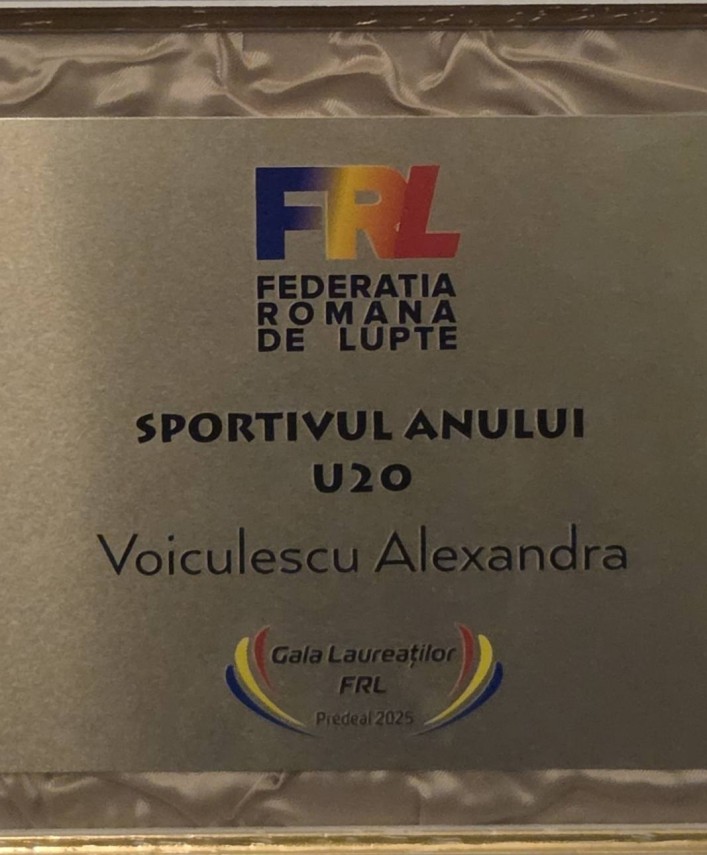 FRL
FEDERATIA
ROMANA
DE LUPTE
SPORTIVUL ANULUI
U20
Voiculescu Alexandra
Gala Laureaților
FRL
Predeal 2025